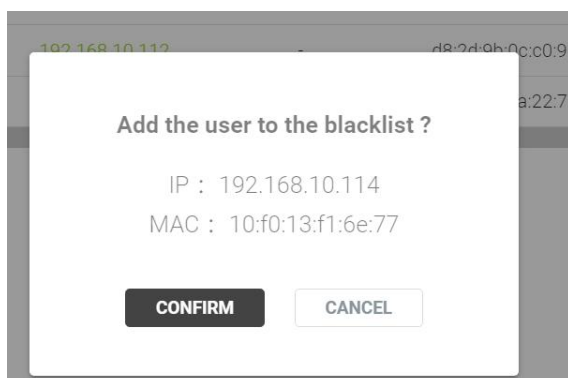 192.168.10.112 - d8:2d:9b:0c:c0:9
a:22:7
Add the user to the blacklist ?
IP : 192.168.10.114
MAC : 10:f0:13:f1:6e:77
CONFIRM CANCEL